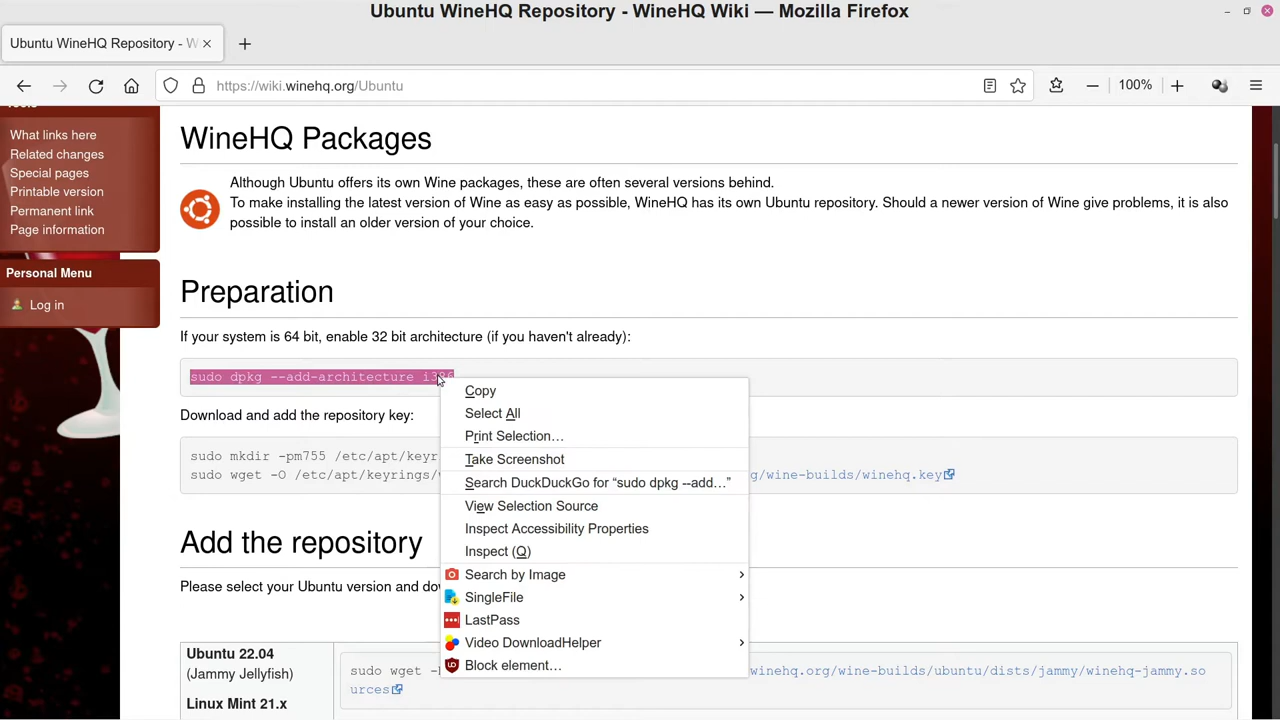 Ubuntu WineHQ Repository - WineHQ Wiki — Mozilla Firefox
Ubuntu WineHQ Repository - W
https://wiki.winehq.org/Ubuntu
100%
What links here
Related changes
Special pages
Printable version
Permanent link
Page information
Personal Menu
Log in
WineHQ Packages
Although Ubuntu offers its own Wine packages, these are often several versions behind.
To make installing the latest version of Wine as easy as possible, WineHQ has its own Ubuntu repository. Should a newer version of Wine give problems, it is also
possible to install an older version of your choice.
Preparation
If your system is 64 bit, enable 32 bit architecture (if you haven't already):
sudo dpkg --add-architecture i386
Download and add the repository key:
sudo mkdir -pm755 /etc/apt/keyr
sudo wget -O /etc/apt/keyrings/ g/wine-builds/winehq.key
Add the repository
Please select your Ubuntu version and do
Ubuntu 22.04
(Jammy Jellyfish)
Linux Mint 21.x
sudo wget - winehq.org/wine-builds/ubuntu/dists/jammy/winehq-jammy.so
urces
Copy
Select All
Print Selection…
Take Screenshot
Search DuckDuckGo for “sudo dpkg --add…”
View Selection Source
Inspect Accessibility Properties
Inspect (Q)
Search by Image
SingleFile
LastPass
Video DownloadHelper
Block element…